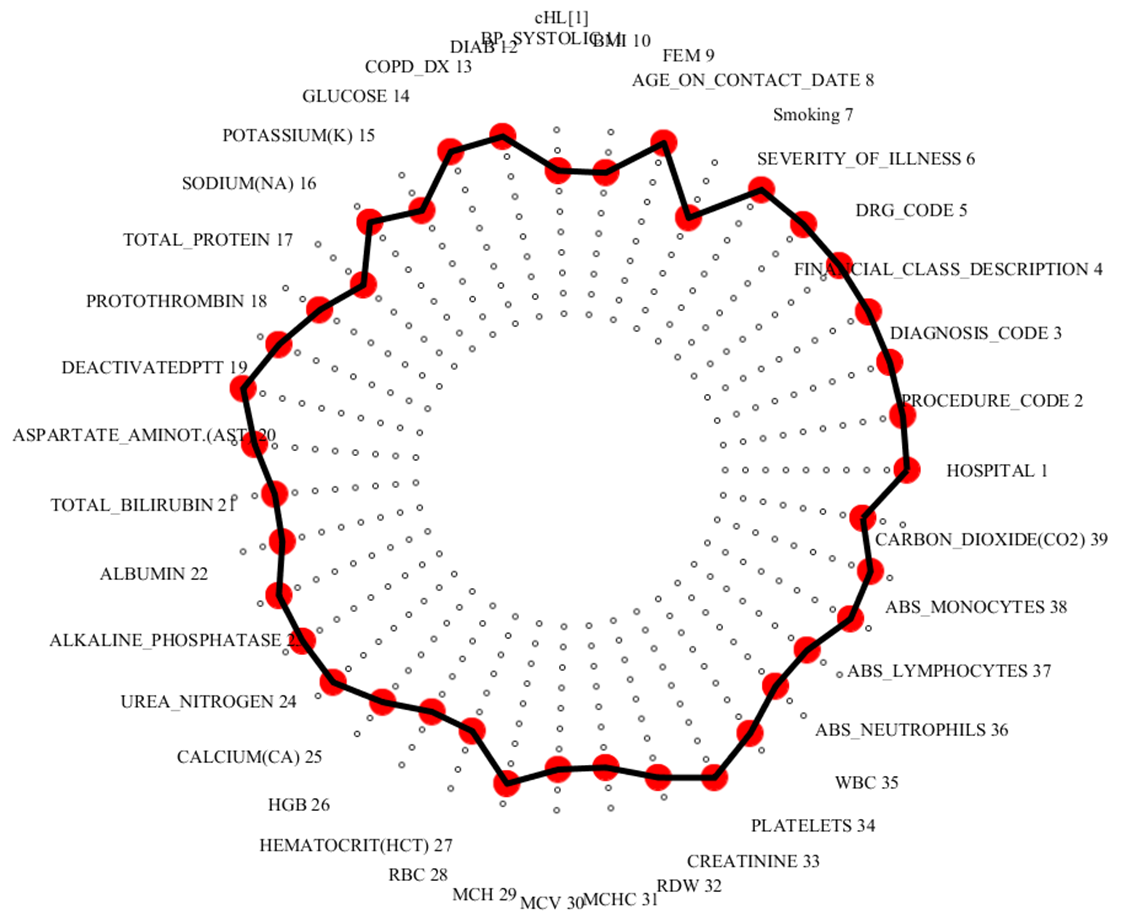 cHL[1]
BP_SYSTOLIC 11
BMI 10
DIAB 12
FEM 9
COPD_DX 13
AGE_ON_CONTACT_DATE 8
GLUCOSE 14
Smoking 7
POTASSIUM(K) 15
SEVERITY_OF_ILLNESS 6
SODIUM(NA) 16
DRG_CODE 5
TOTAL_PROTEIN 17
FINANCIAL_CLASS_DESCRIPTION 4
PROTOTHROMBIN 18
DIAGNOSIS_CODE 3
DEACTIVATEDPTT 19
PROCEDURE_CODE 2
ASPARTATE_AMINOT.(AST) 20
HOSPITAL 1
TOTAL_BILIRUBIN 21
CARBON_DIOXIDE(CO2) 39
ALBUMIN 22
ABS_MONOCYTES 38
ALKALINE_PHOSPHATASE 23
ABS_LYMPHOCYTES 37
UREA_NITROGEN 24
ABS_NEUTROPHILS 36
CALCIUM(CA) 25
WBC 35
HGB 26
PLATELETS 34
HEMATOCRIT(HCT) 27
CREATININE 33
RBC 28
RDW 32
MCH 29
MCHC 31
MCV 30